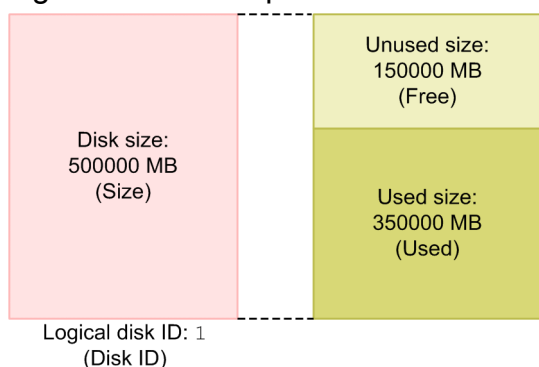 Disk size:
500000 MB
(Size)
Unused size:
150000 MB
(Free)
Used size:
350000 MB
(Used)
Logical disk ID: 1
(Disk ID)